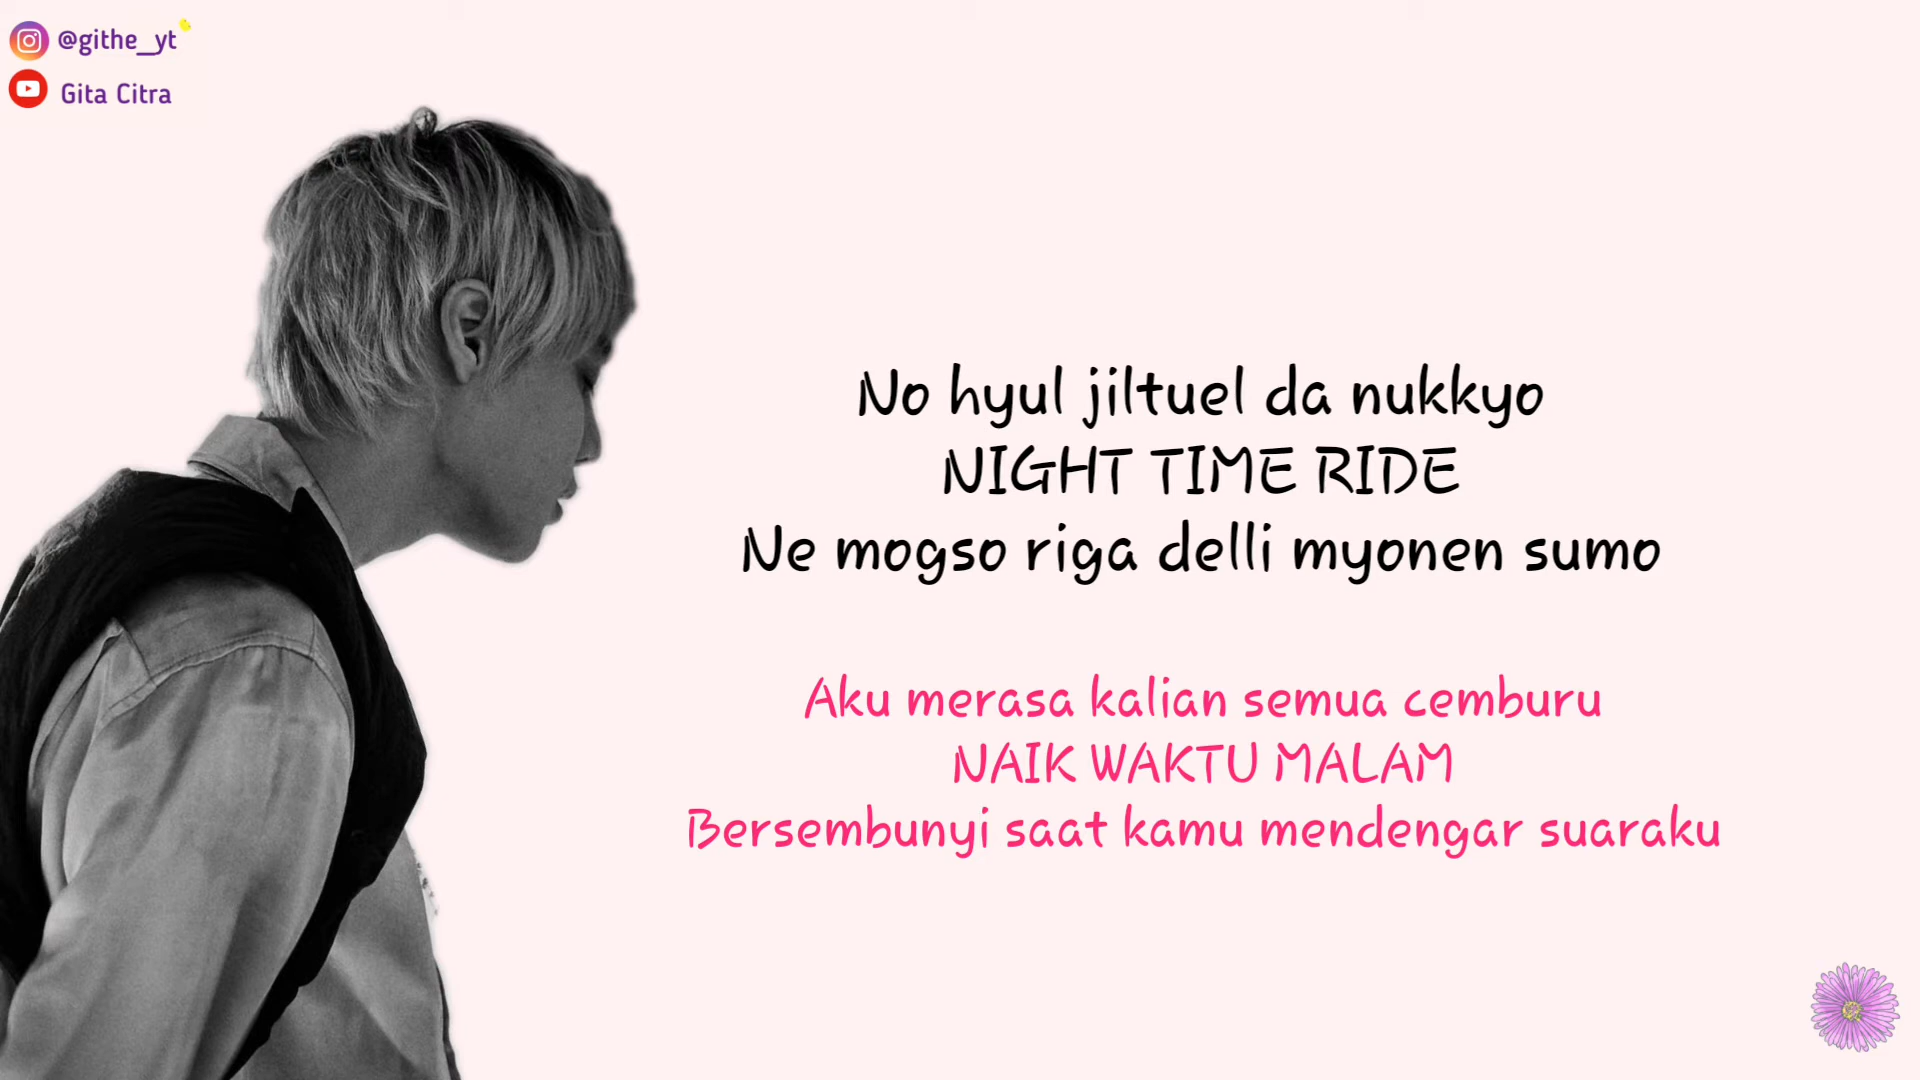 @githe_yt
Gita Citra
No hyul jiltuel da nukkyo
NIGHT TIME RIDE
Ne mogso riga delli myonen sumo
Aku merasa kalian semua cemburu
NAIK WAKTU MALAM
Bersembunyi saat kamu mendengar suaraku